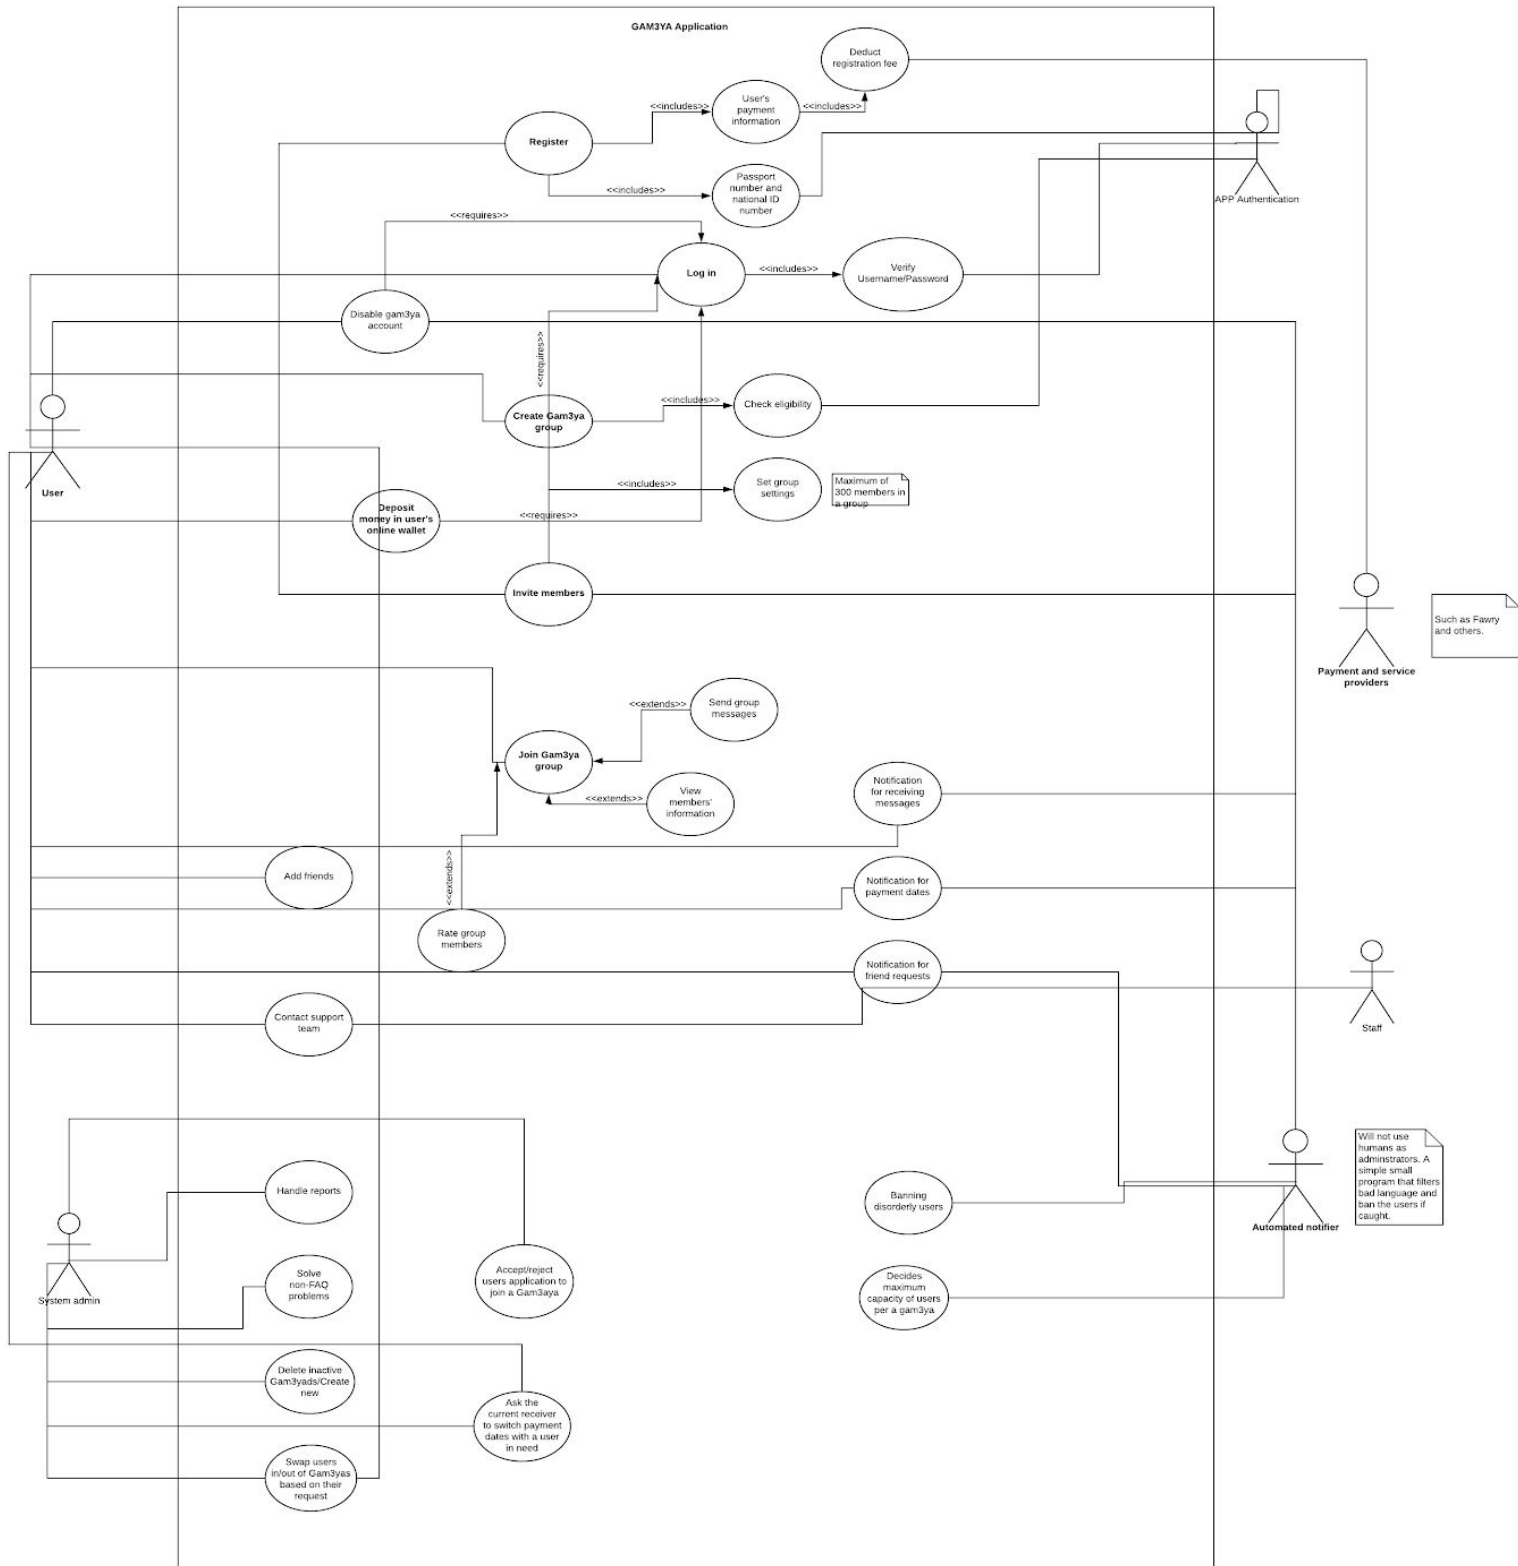 GAM3YA Application
Deduct
registration fee
<<includes>>
User's
payment
information
<<includes>>
Register
<<includes>>
Passport
number and
national ID
number
APP Authentication
<<requires>>
Log in
<<includes>>
Verify
Username/Password
Disable gam3ya
account
<<requires>>
Create Gam3ya
group
<<includes>>
Check eligibility
User
<<includes>>
Set group
settings
Maximum of
300 members in
a group
Deposit
money in user's
online wallet
<<requires>>
Invite members
Such as Fawry
and others.
Payment and service
providers
<<extends>>
Send group
messages
Join Gam3ya
group
<<extends>>
View
members'
information
Notification
for receiving
messages
<<extends>>
Add friends
Notification for
payment dates
Rate group
members
Notification for
friend requests
Contact support
team
Staff
Will not use
humans as
adminstrators. A
simple small
program that filters
bad language and
ban the users if
caught.
Handle reports
Banning
disorderly users
Automated notifier
Accept/reject
users application to
join a Gam3aya
Solve
non-FAQ
problems
System admin
Decides
maximum
capacity of users
per a gam3ya
Delete inactive
Gam3yads/Create
new
Ask the
current receiver
to switch payment
dates with a user
in need
Swap users
in/out of Gam3yas
based on their
request